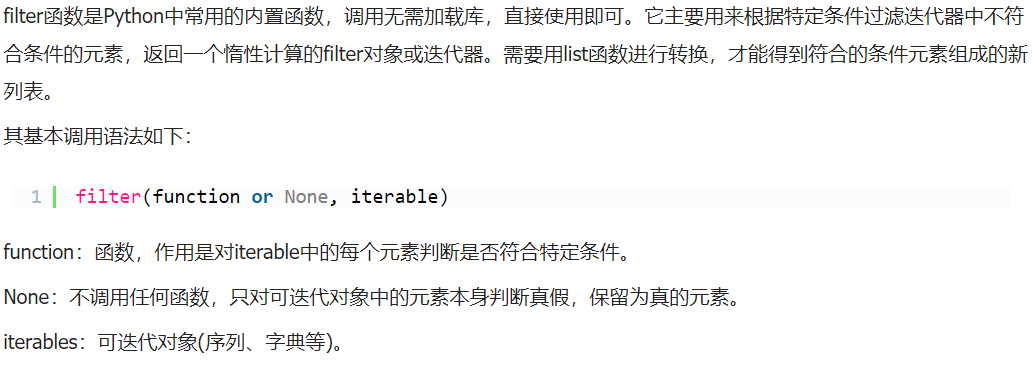 filter函数是Python中常用的内置函数，调用无需加载库，直接使用即可。它主要用来根据特定条件过滤迭代器中不符
合条件的元素，返回一个惰性计算的filter对象或迭代器。需要用list函数进行转换，才能得到符合的条件元素组成的新
列表。
其基本调用语法如下：
1 filter(function or None, iterable)
function：函数，作用是对iterable中的每个元素判断是否符合特定条件。
None：不调用任何函数，只对可迭代对象中的元素本身判断真假，保留为真的元素。
iterables：可迭代对象(序列、字典等)。